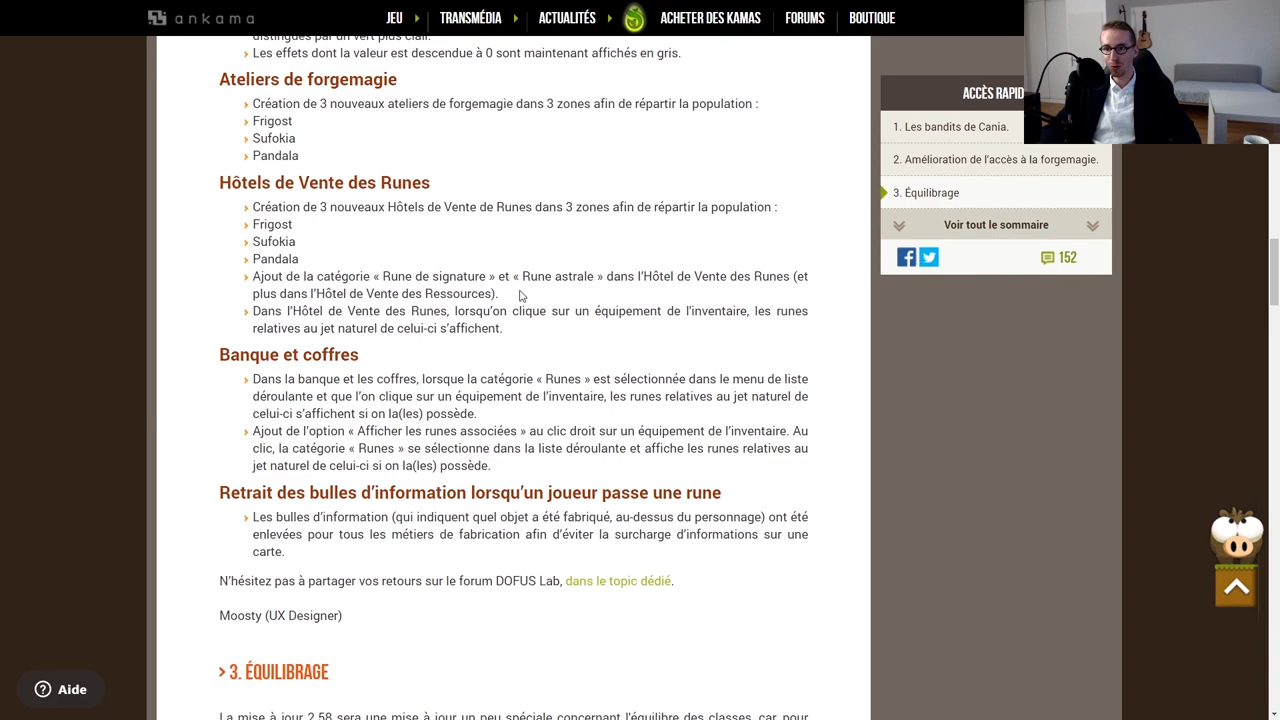 ankama
JEU
TRANSMÉDIA
ACTUALITÉS
ACHETER DES KAMAS
FORUMS
BOUTIQUE
distingués par un vert plus clair.
Les effets dont la valeur est descendue à 0 sont maintenant affichés en gris.
Ateliers de forgemagie
Création de 3 nouveaux ateliers de forgemagie dans 3 zones afin de répartir la population :
Frigost
Sufokia
Pandala
Hôtels de Vente des Runes
Création de 3 nouveaux Hôtels de Vente de Runes dans 3 zones afin de répartir la population :
Frigost
Sufokia
Pandala
Ajout de la catégorie « Rune de signature » et « Rune astrale » dans l'Hôtel de Vente des Runes (et
plus dans l'Hôtel de Vente des Ressources).
Dans l'Hôtel de Vente des Runes, lorsqu'on clique sur un équipement de l'inventaire, les runes
relatives au jet naturel de celui-ci s'affichent.
Banque et coffres
Dans la banque et les coffres, lorsque la catégorie « Runes » est sélectionnée dans le menu de liste
déroulante et que l'on clique sur un équipement de l'inventaire, les runes relatives au jet naturel de
celui-ci s'affichent si on la(les) possède.
Ajout de l'option « Afficher les runes associées » au clic droit sur un équipement de l'inventaire. Au
clic, la catégorie « Runes » se sélectionne dans la liste déroulante et affiche les runes relatives au
jet naturel de celui-ci si on la(les) possède.
Retrait des bulles d'information lorsqu'un joueur passe une rune
Les bulles d'information (qui indiquent quel objet a été fabriqué, au-dessus du personnage) ont été
enlevées pour tous les métiers de fabrication afin d'éviter la surcharge d'informations sur une
carte.
N'hésitez pas à partager vos retours sur le forum DOFUS Lab, dans le topic dédié.
Moosty (UX Designer)
3. ÉQUILIBRAGE
La mise à jour 2.58 sera une mise à jour un peu spéciale concernant l'équilibre des classes, car, pour
ACCÈS RAPID
1. Les bandits de Cania.
2. Amélioration de l'accès à la forgemagie.
3. Équilibrage
Voir tout le sommaire
152
Aide